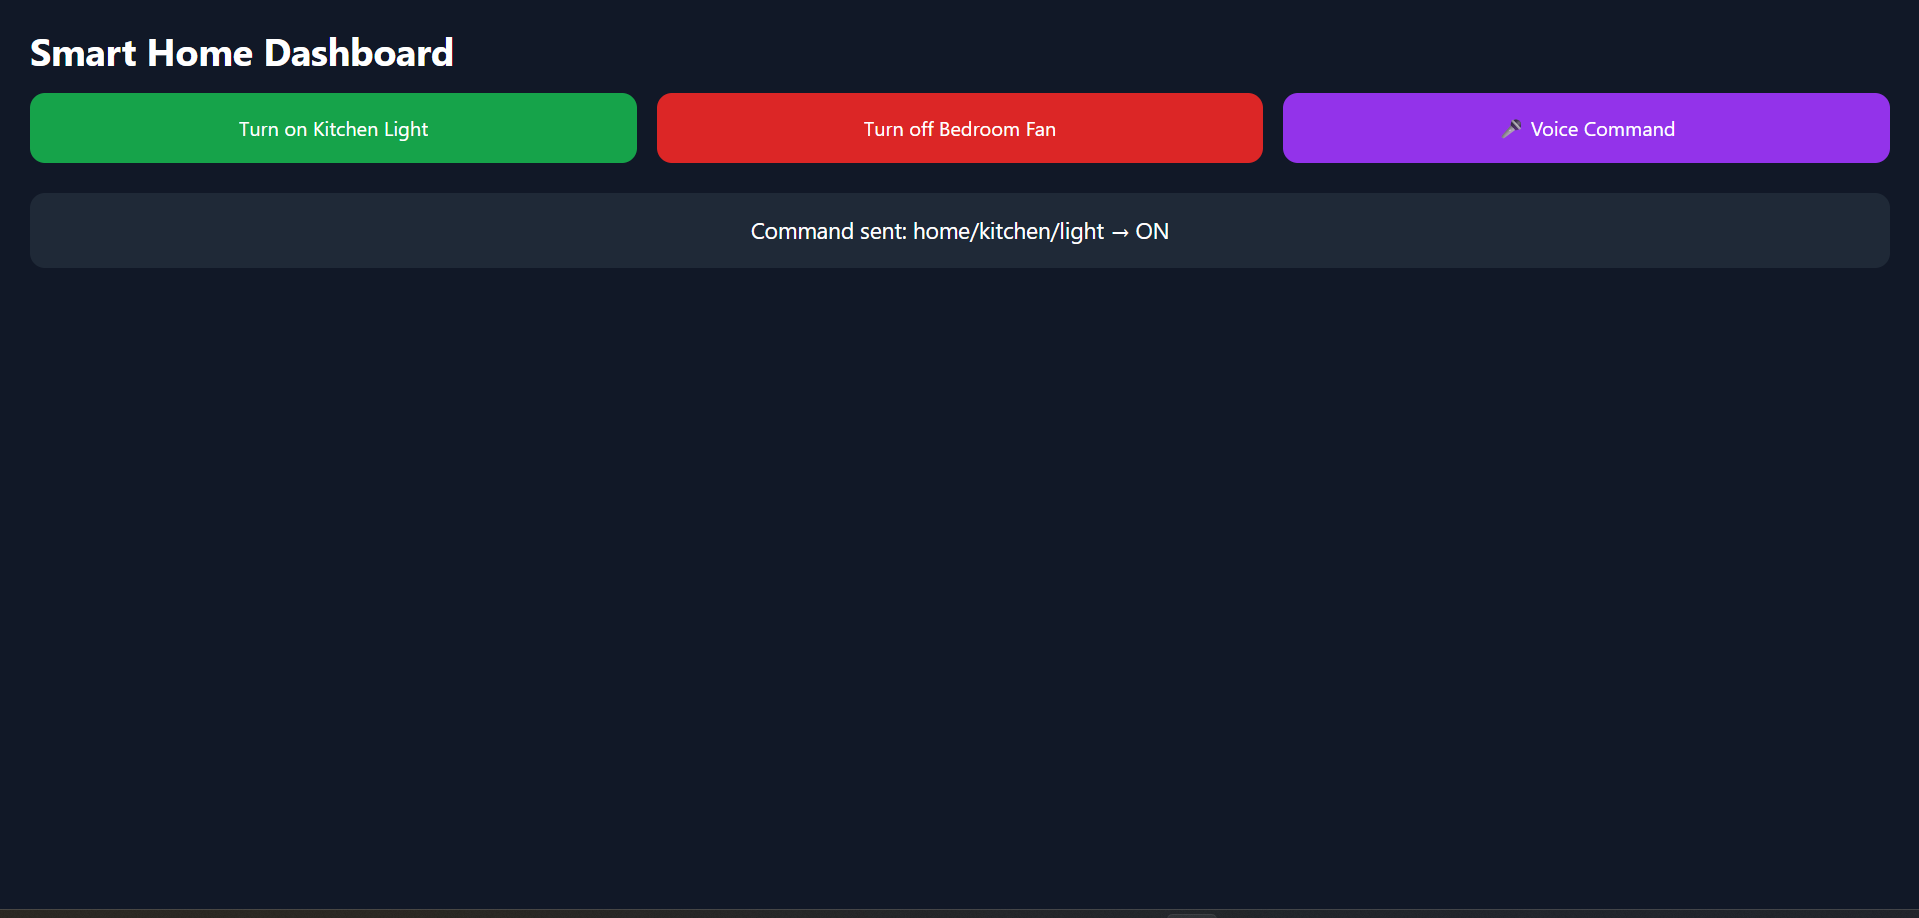 Smart Home Dashboard
Turn on Kitchen Light
Turn off Bedroom Fan
🎤 Voice Command
Command sent: home/kitchen/light → ON